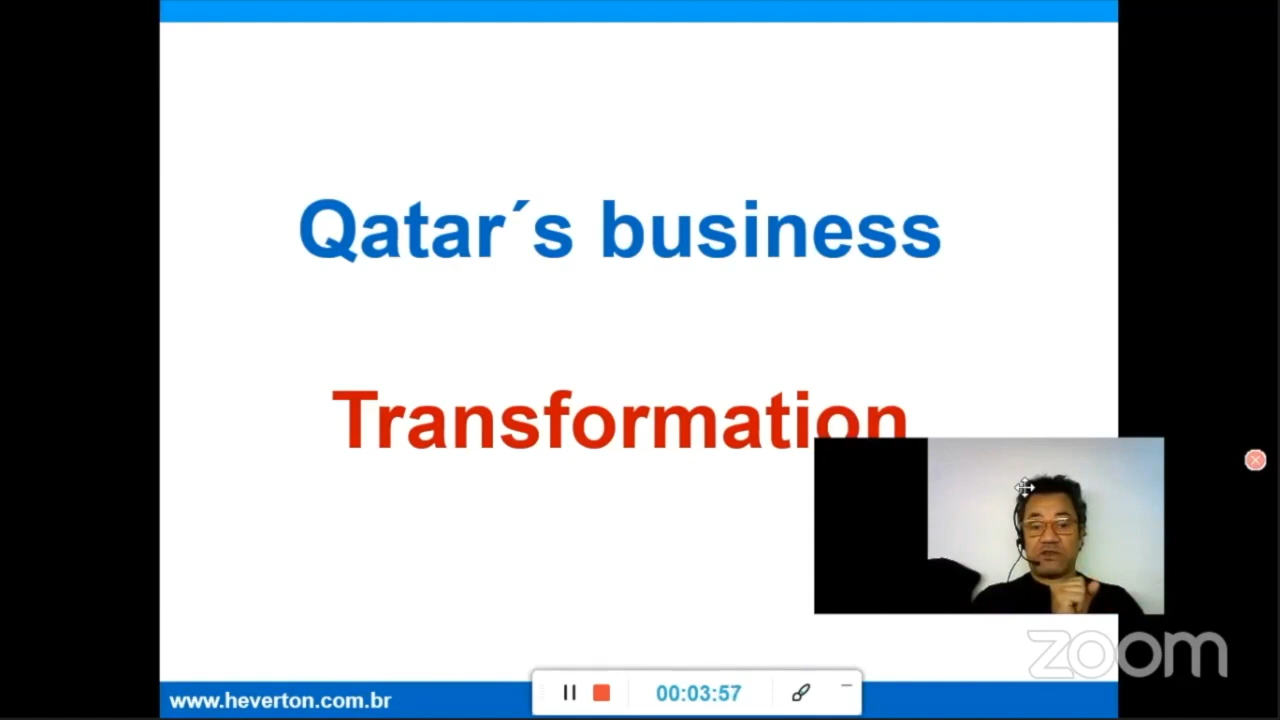 Qatar´s business
Transformation
zoom
www.heverton.com.br
00:03:57